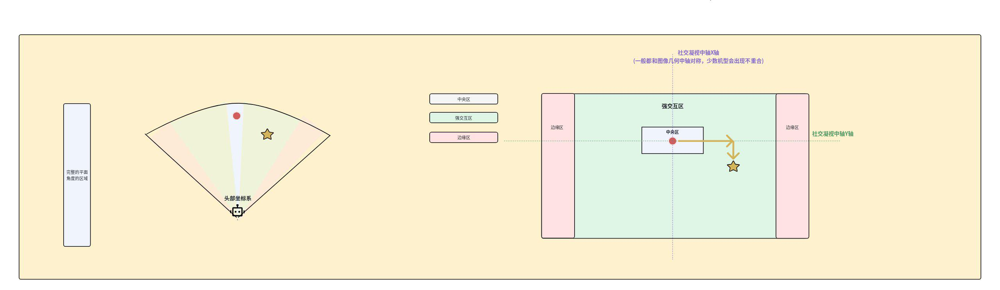 社交凝视中轴X轴
(一般都和图像几何中轴对称，少数机型会出现不重合)
中央区
强交互区
强交互区
边缘区
边缘区
中央区
社交凝视中轴Y轴
边缘区
完整的平面
角度的区域
头部坐标系